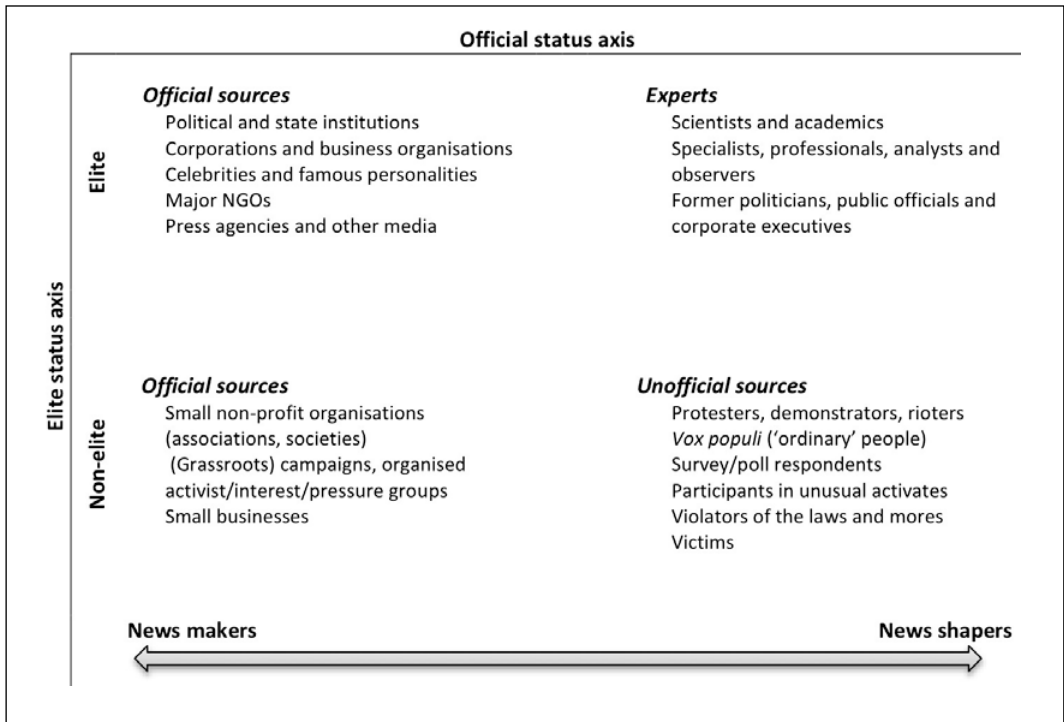 Official status axis
Official sources
Political and state institutions
Corporations and business organisations
Celebrities and famous personalities
Major NGOs
Press agencies and other media
Experts
Scientists and academics
Specialists, professionals, analysts and
observers
Former politicians, public officials and
corporate executives
Elite
Elite status axis
Non-elite
Official sources
Small non-profit organisations
(associations, societies)
(Grassroots) campaigns, organised
activist/interest/pressure groups
Small businesses
Unofficial sources
Protesters, demonstrators, rioters
Vox populi (‘ordinary’ people)
Survey/poll respondents
Participants in unusual activates
Violators of the laws and mores
Victims
News makers
News shapers